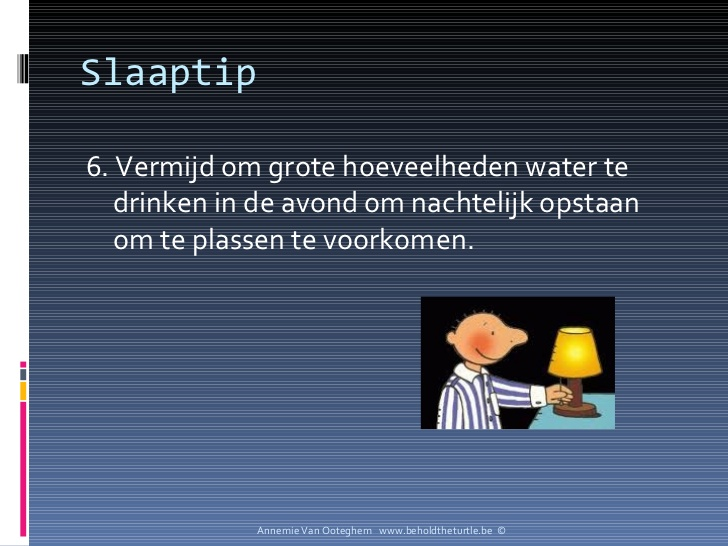 Slaaptip
6. Vermijd om grote hoeveelheden water te
drinken in de avond om nachtelijk opstaan
om te plassen te voorkomen.
Annemie Van Ooteghem www.beholdtheturtle.be ©